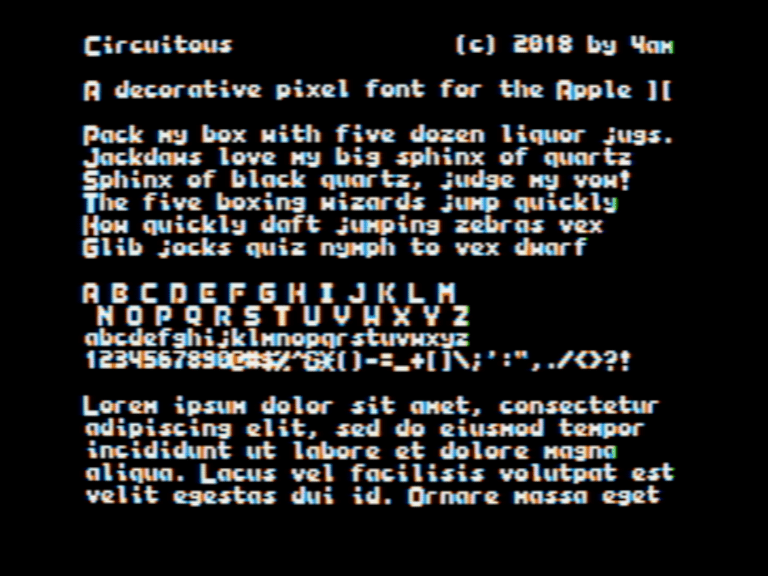 Circuitous (c) 2018 by Чам
A decorative pixel font for the Apple ][
Pack my box with five dozen liquor jugs.
Jackdaws love my big sphinx of quartz
Sphinx of black quartz, judge my vow!
The five boxing wizards jump quickly
How quickly daft jumping zebras vex
Glib jocks quiz nymph to vex dwarf
A B C D E F G H I J K L M
N O P Q R S T U V W X Y Z
abcdefghijklmnopqrstuvwxyz
1234567890@#$%^&*()-=_+[]\;':",./<>?!
Lorem ipsum dolor sit amet, consectetur
adipiscing elit, sed do eiusmod tempor
incididunt ut labore et dolore magna
aliqua. Lacus vel facilisis volutpat est
velit egestas dui id. Ornare massa eget